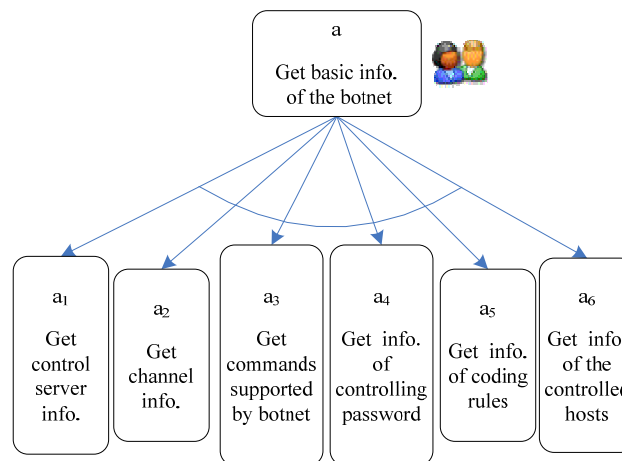 a
Get basic info.
of the botnet
a₁
Get
control
server
info.
a₂
Get
channel
info.
a₃
Get
commands
supported
by botnet
a₄
Get info.
of
controlling
password
a₅
Get info.
of coding
rules
a₆
Get info.
of the
controlled
hosts